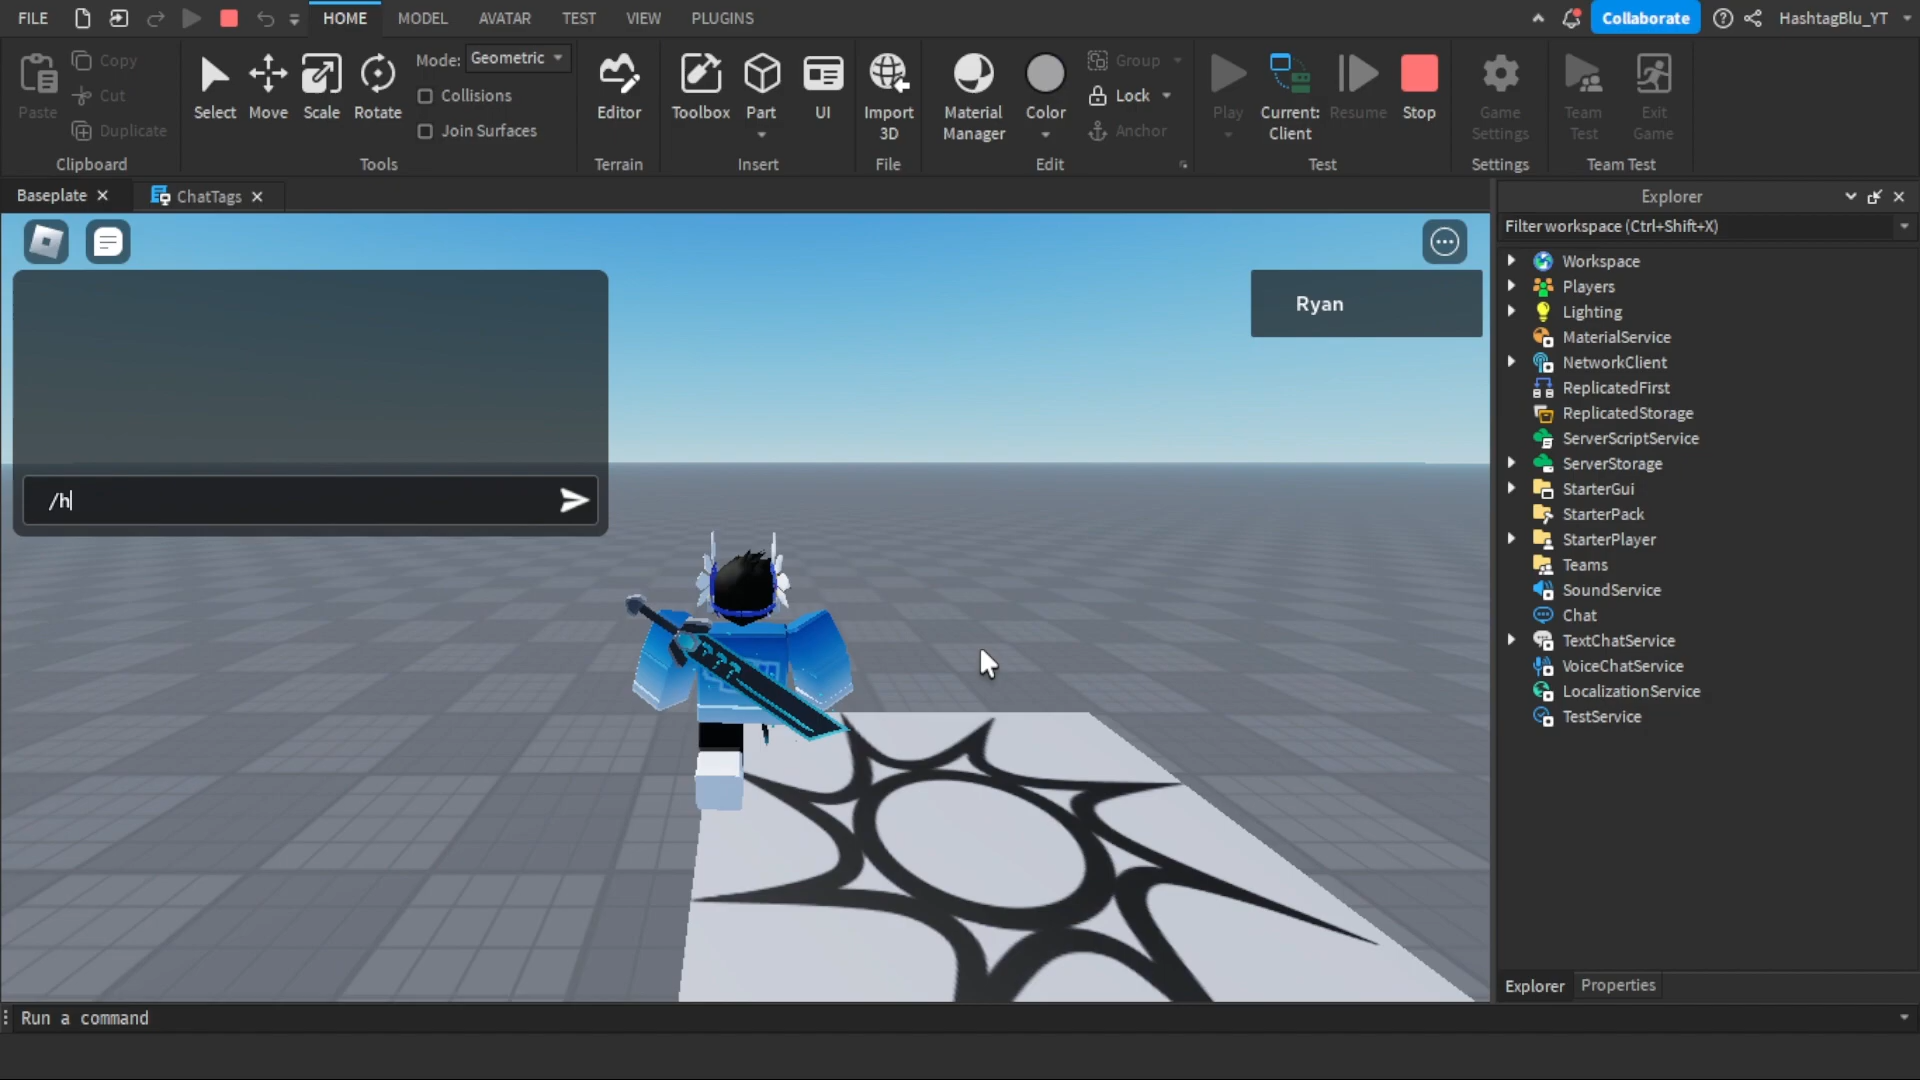 FILE HOME MODEL AVATAR TEST VIEW PLUGINS Collaborate HashtagBlu_YT
Paste Copy Cut Duplicate
Clipboard
Select Move Scale Rotate
Mode: Geometric
Collisions
Join Surfaces
Tools
Editor
Terrain
Toolbox Part UI
Insert
Import 3D
File
Material Manager Color
Group
Lock
Anchor
Edit
Play Current: Client Resume Stop
Test
Game Settings
Settings
Team Test Exit Game
Team Test
Baseplate ChatTags
/h
Ryan
Explorer
Filter workspace (Ctrl+Shift+X)
Workspace
Players
Lighting
MaterialService
NetworkClient
ReplicatedFirst
ReplicatedStorage
ServerScriptService
ServerStorage
StarterGui
StarterPack
StarterPlayer
Teams
SoundService
Chat
TextChatService
VoiceChatService
LocalizationService
TestService
Explorer Properties
Run a command